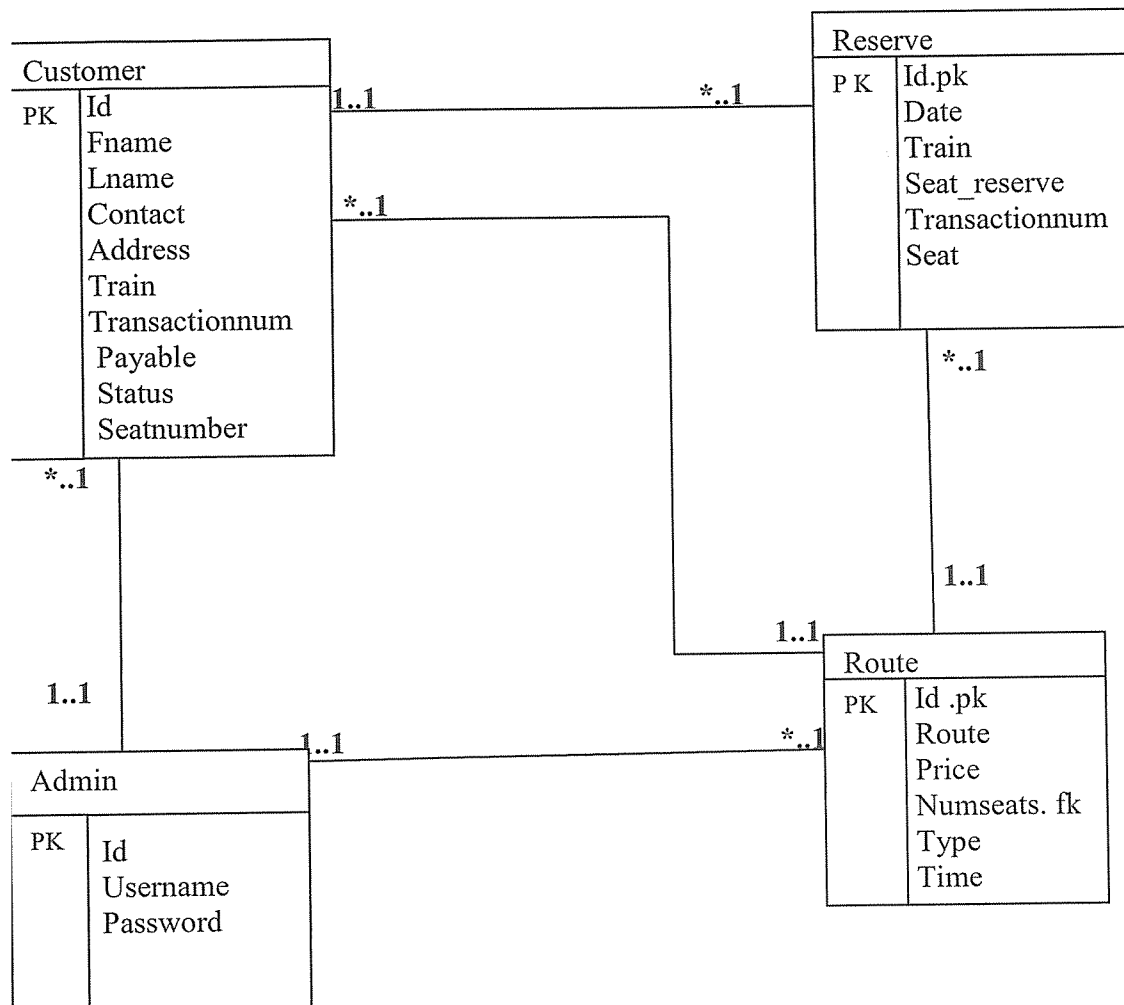 Customer
PK
Id
Fname
Lname
Contact
Address
Train
Transactionnum
Payable
Status
Seatnumber
1..1
*..1
*..1
*..1
Reserve
P K
Id.pk
Date
Train
Seat_reserve
Transactionnum
Seat
*..1
1..1
1..1
Route
PK
Id .pk
Route
Price
Numseats. fk
Type
Time
1..1
1..1
*..1
Admin
PK
Id
Username
Password